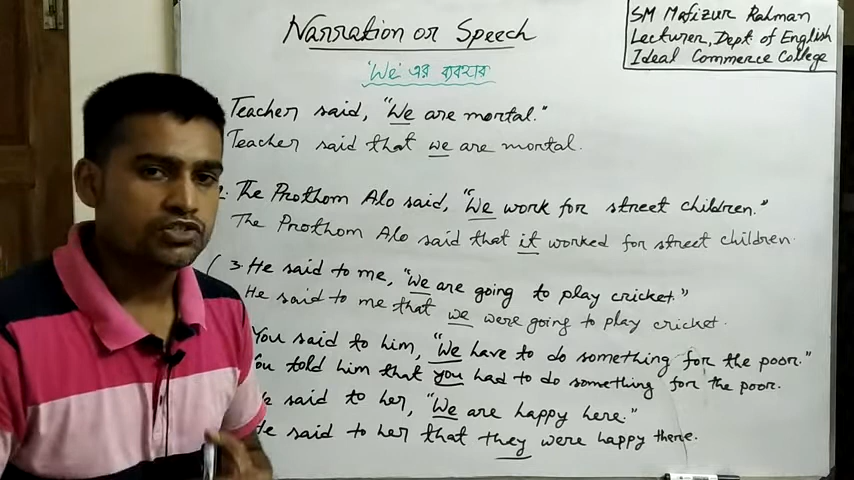 Narration or Speech
SM Mafizur Rahman
Lecturer, Dept of English
Ideal Commerce College
'We' এর ব্যবহার
Teacher said, "We are mortal."
Teacher said that we are mortal.
2. The Prothom Alo said, "We work for street children."
The Prothom Alo said that it worked for street children.
3. He said to me, "We are going to play cricket."
He said to me that we were going to play cricket.
You said to him, "We have to do something for the poor."
You told him that you had to do something for the poor.
said to her, "We are happy here."
He said to her that they were happy there.